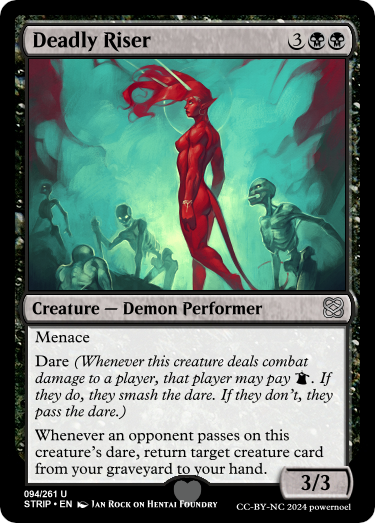 Deadly Riser 3
Creature — Demon Performer
Menace
Dare (Whenever this creature deals combat
damage to a player, that player may pay . If
they do, they smash the dare. If they don't, they
pass the dare.)
Whenever an opponent passes on this
creature's dare, return target creature card
from your graveyard to your hand.
3/3
094/261 U
STRIP • EN Ian Rock on Hentai Foundry
CC-BY-NC 2024 powernoel